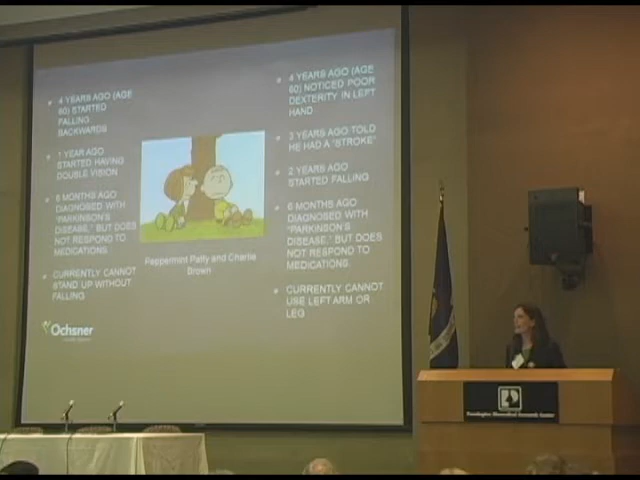 4 YEARS AGO (AGE
60) STARTED
FALLING
BACKWARDS
1 YEAR AGO
STARTED HAVING
DOUBLE VISION
6 MONTHS AGO
DIAGNOSED WITH
"PARKINSON'S
DISEASE," BUT DOES
NOT RESPOND TO
MEDICATIONS.
CURRENTLY CANNOT
STAND UP WITHOUT
FALLING
Peppermint Patty and Charlie
Brown
4 YEARS AGO (AGE
60) NOTICED POOR
DEXTERITY IN LEFT
HAND
3 YEARS AGO TOLD
HE HAD A "STROKE"
2 YEARS AGO
STARTED FALLING
6 MONTHS AGO
DIAGNOSED WITH
"PARKINSON'S
DISEASE," BUT DOES
NOT RESPOND TO
MEDICATIONS.
CURRENTLY CANNOT
USE LEFT ARM OR
LEG
Ochsner
Pennington Biomedical Research Center